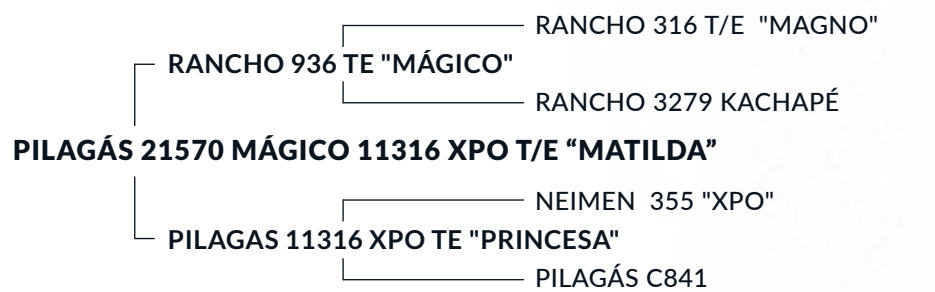 RANCHO 316 T/E "MAGNO"
RANCHO 936 TE "MÁGICO"
RANCHO 3279 KACHAPÉ
PILAGÁS 21570 MÁGICO 11316 XPO T/E “MATILDA”
NEIMEN 355 "XPO"
PILAGAS 11316 XPO TE "PRINCESA"
PILAGÁS C841